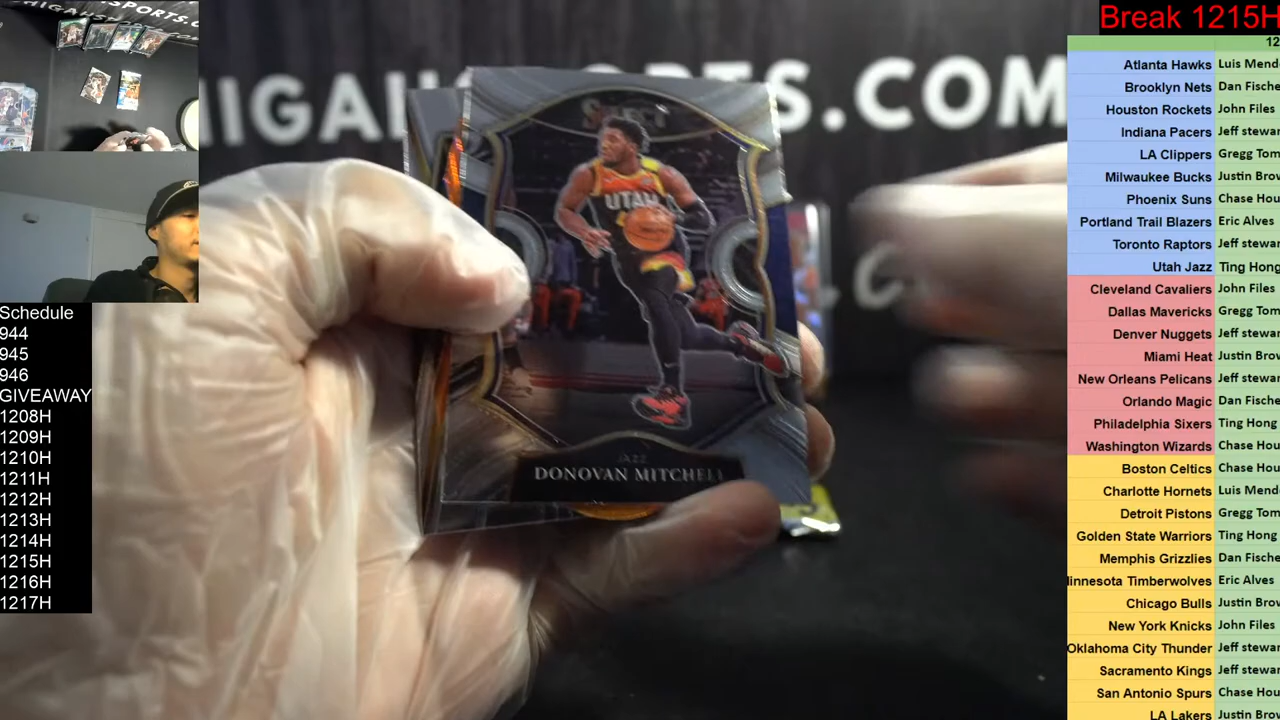 Break 1215H
12
Atlanta Hawks Luis Mend
Brooklyn Nets Dan Fische
Houston Rockets John Files
Indiana Pacers Jeff stewar
LA Clippers Gregg Tom
Milwaukee Bucks Justin Brov
Phoenix Suns Chase Hou
Portland Trail Blazers Eric Alves
Toronto Raptors Jeff stewar
Utah Jazz Ting Hong
Cleveland Cavaliers John Files
Dallas Mavericks Gregg Tom
Denver Nuggets Jeff stewar
Miami Heat Justin Brov
New Orleans Pelicans Jeff stewar
Orlando Magic Dan Fische
Philadelphia Sixers Ting Hong
Washington Wizards Chase Hou
Boston Celtics Chase Hou
Charlotte Hornets Luis Mend
Detroit Pistons Gregg Tom
Golden State Warriors Ting Hong
Memphis Grizzlies Dan Fische
linnesota Timberwolves Eric Alves
Chicago Bulls Justin Brov
New York Knicks John Files
Oklahoma City Thunder Jeff stewar
Sacramento Kings Jeff stewar
San Antonio Spurs Chase Hou
LA Lakers Justin Brov
HIGAHSPORTS.COM
HIGA S.COM
SELECT
UTAH
JAZZ
DONOVAN MITCHELL
Schedule
944
945
946
GIVEAWAY
1208H
1209H
1210H
1211H
1212H
1213H
1214H
1215H
1216H
1217H